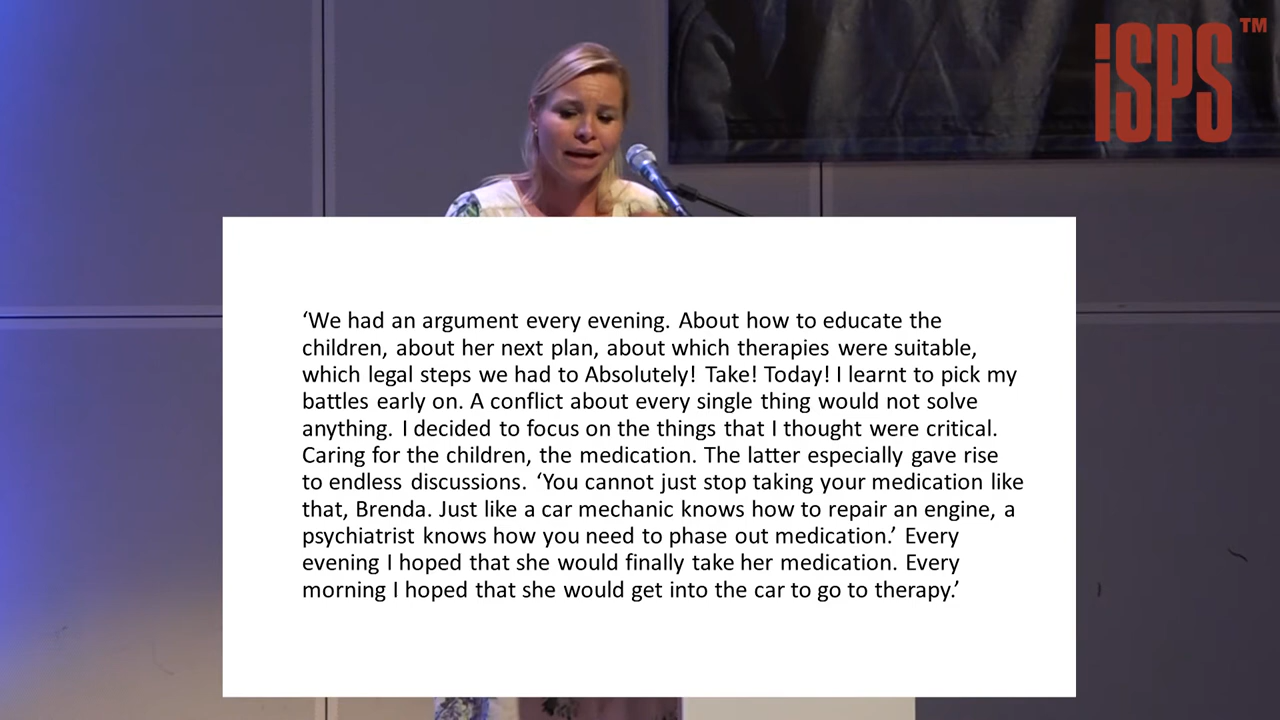 iSPS™
‘We had an argument every evening. About how to educate the
children, about her next plan, about which therapies were suitable,
which legal steps we had to Absolutely! Take! Today! I learnt to pick my
battles early on. A conflict about every single thing would not solve
anything. I decided to focus on the things that I thought were critical.
Caring for the children, the medication. The latter especially gave rise
to endless discussions. ‘You cannot just stop taking your medication like
that, Brenda. Just like a car mechanic knows how to repair an engine, a
psychiatrist knows how you need to phase out medication.’ Every
evening I hoped that she would finally take her medication. Every
morning I hoped that she would get into the car to go to therapy.’